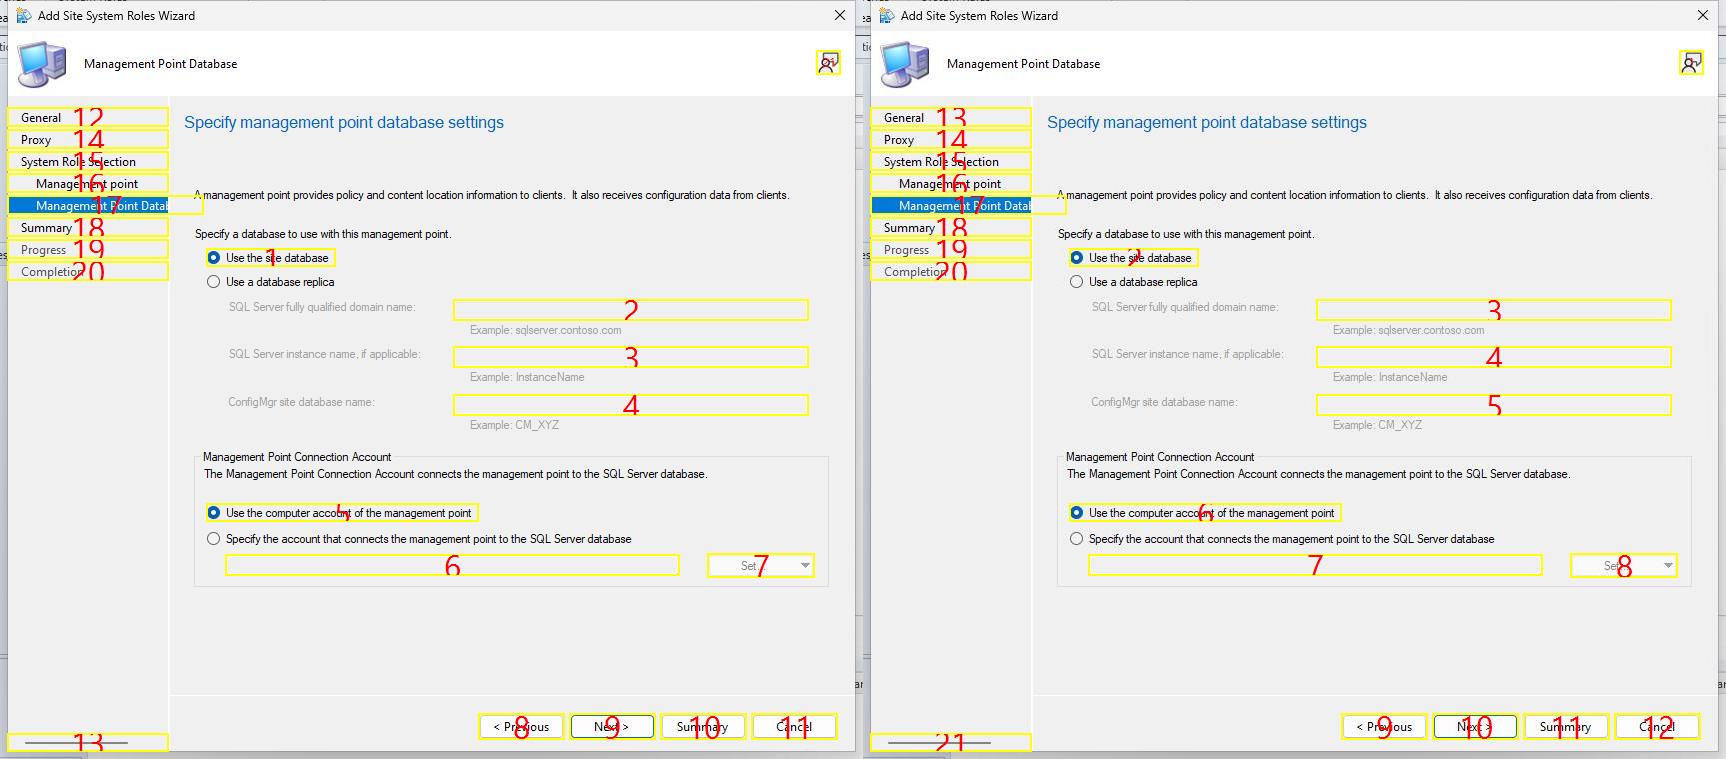 Add Site System Roles Wizard
Management Point Database
General 12
Proxy 14
System Role Selection 15
Management point 16
Management Point Datab 17
Summary 18
Progress 19
Completion 20
13
Specify management point database settings
A management point provides policy and content location information to clients. It also receives configuration data from clients.
Specify a database to use with this management point.
Use the site database 1
Use a database replica
SQL Server fully qualified domain name: 2
Example: sqlserver.contoso.com
SQL Server instance name, if applicable: 3
Example: InstanceName
ConfigMgr site database name: 4
Example: CM_XYZ
Management Point Connection Account
The Management Point Connection Account connects the management point to the SQL Server database.
Use the computer account of the management point 5
Specify the account that connects the management point to the SQL Server database
6 Set... 7
< Previous 8 Next > 9 Summary 10 Cancel 11
Add Site System Roles Wizard
Management Point Database
General 13
Proxy 14
System Role Selection 15
Management point 16
Management Point Datab 17
Summary 18
Progress 19
Completion 20
21
Specify management point database settings
A management point provides policy and content location information to clients. It also receives configuration data from clients.
Specify a database to use with this management point.
Use the site database 2
Use a database replica
SQL Server fully qualified domain name: 3
Example: sqlserver.contoso.com
SQL Server instance name, if applicable: 4
Example: InstanceName
ConfigMgr site database name: 5
Example: CM_XYZ
Management Point Connection Account
The Management Point Connection Account connects the management point to the SQL Server database.
Use the computer account of the management point 6
Specify the account that connects the management point to the SQL Server database
7 Set... 8
< Previous 9 Next > 10 Summary 11 Cancel 12